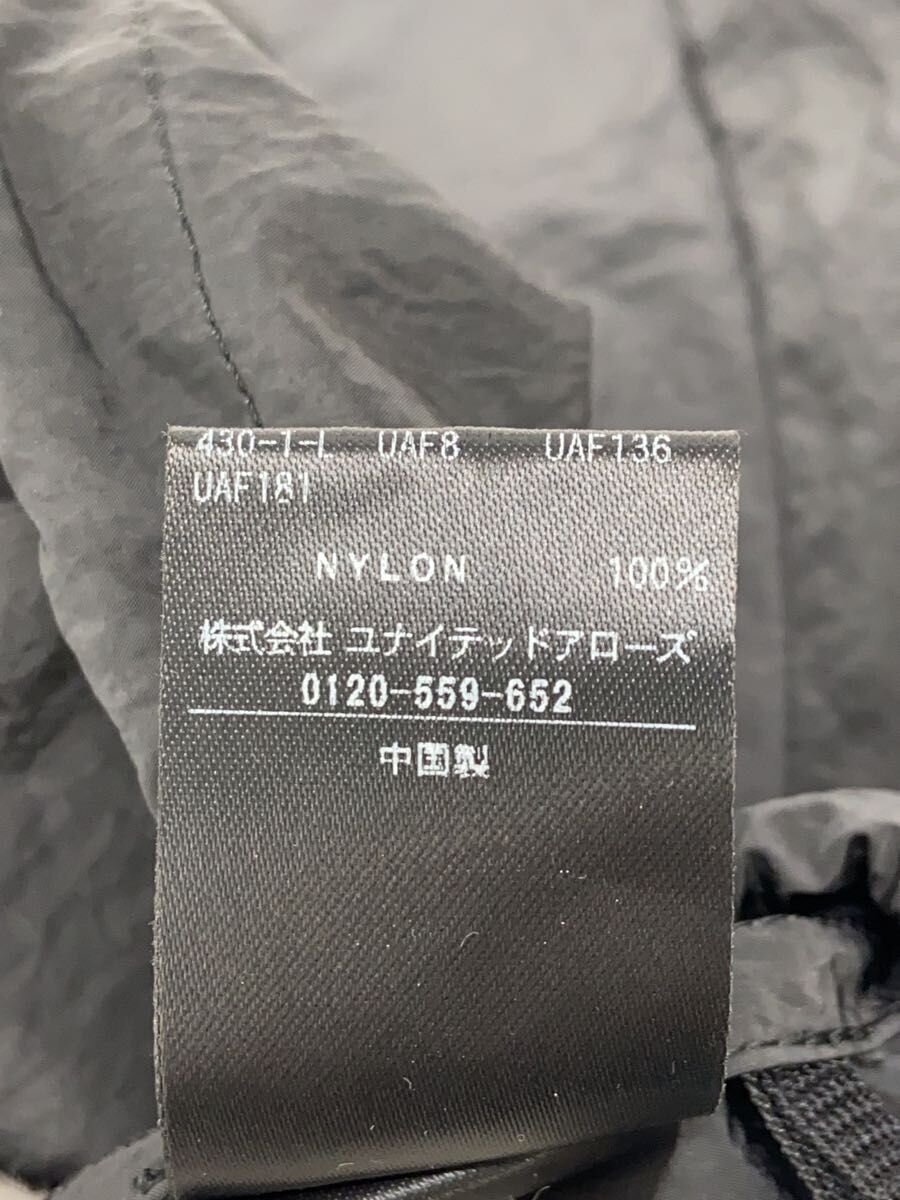 430-1-L UAF8 UAF136
UAF181
NYLON 100%
株式会社 ユナイテッドアローズ
0120-559-652
中国製